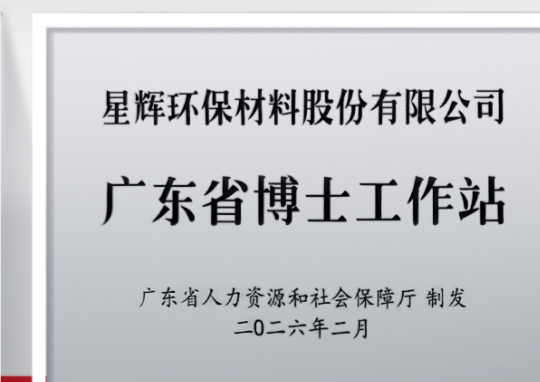 星辉环保材料股份有限公司
广东省博士工作站
广东省人力资源和社会保障厅 制发
二〇二六年二月